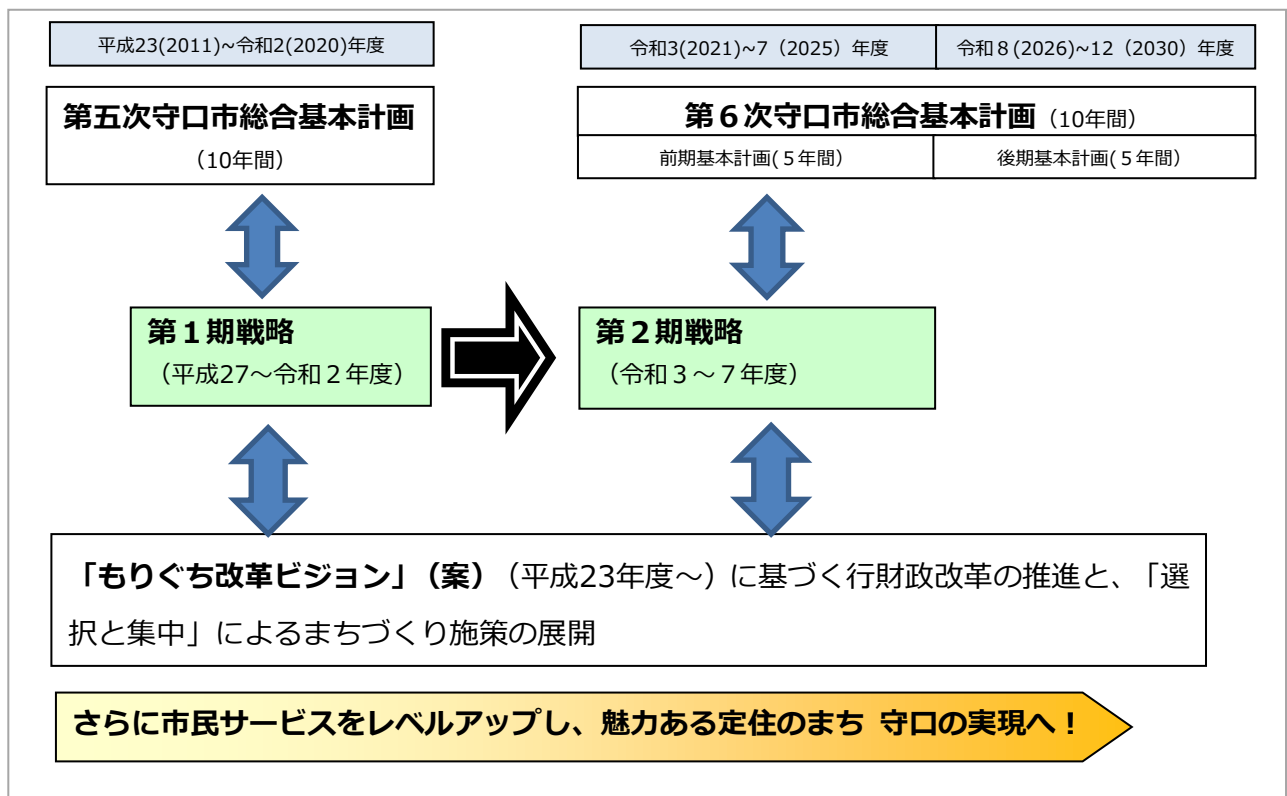 平成23(2011)~令和2(2020)年度
令和3(2021)~7（2025）年度
令和８(2026)~12（2030）年度
第五次守口市総合基本計画
（10年間）
第６次守口市総合基本計画（10年間）
前期基本計画(５年間）
後期基本計画(５年間）
第１期戦略
（平成27～令和２年度）
第２期戦略
（令和３～７年度）
「もりぐち改革ビジョン」（案）（平成23年度～）に基づく行財政改革の推進と、「選
択と集中」によるまちづくり施策の展開
さらに市民サービスをレベルアップし、魅力ある定住のまち 守口の実現へ！